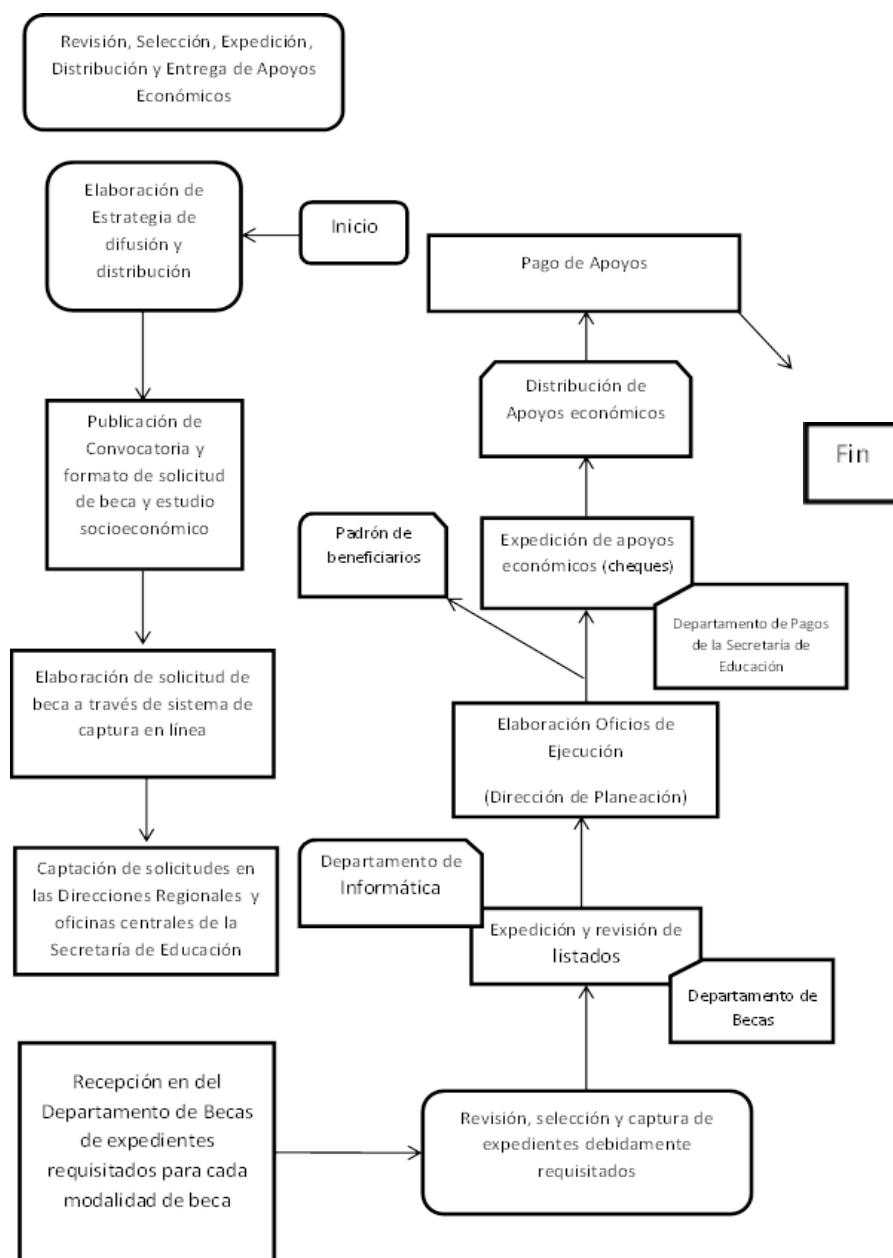 Revisión, Selección, Expedición,
Distribución y Entrega de Apoyos
Económicos
Inicio
Elaboración de
Estrategia de
difusión y
distribución
Publicación de
Convocatoria y
formato de solicitud
de beca y estudio
socioeconómico
Elaboración de solicitud de
beca a través de sistema de
captura en línea
Captación de solicitudes en
las Direcciones Regionales y
oficinas centrales de la
Secretaría de Educación
Recepción en del
Departamento de Becas
de expedientes
requisitados para cada
modalidad de beca
Revisión, selección y captura de
expedientes debidamente
requisitados
Expedición y revisión de
listados
Departamento de
Informática
Departamento de
Becas
Elaboración Oficios de
Ejecución
(Dirección de Planeación)
Padrón de
beneficiarios
Expedición de apoyos
económicos (cheques)
Departamento de Pagos
de la Secretaría de
Educación
Distribución de
Apoyos económicos
Pago de Apoyos
Fin